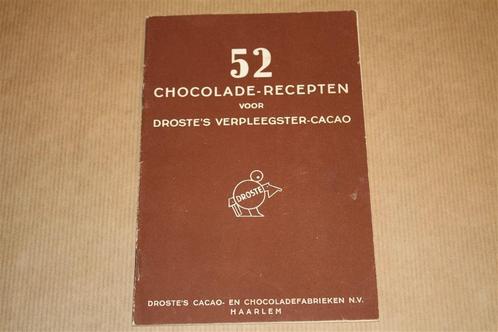 52
CHOCOLADE-RECEPTEN
VOOR
DROSTE'S VERPLEEGSTER-CACAO
DROSTE
DROSTE'S CACAO- EN CHOCOLADEFABRIEKEN N.V.
HAARLEM